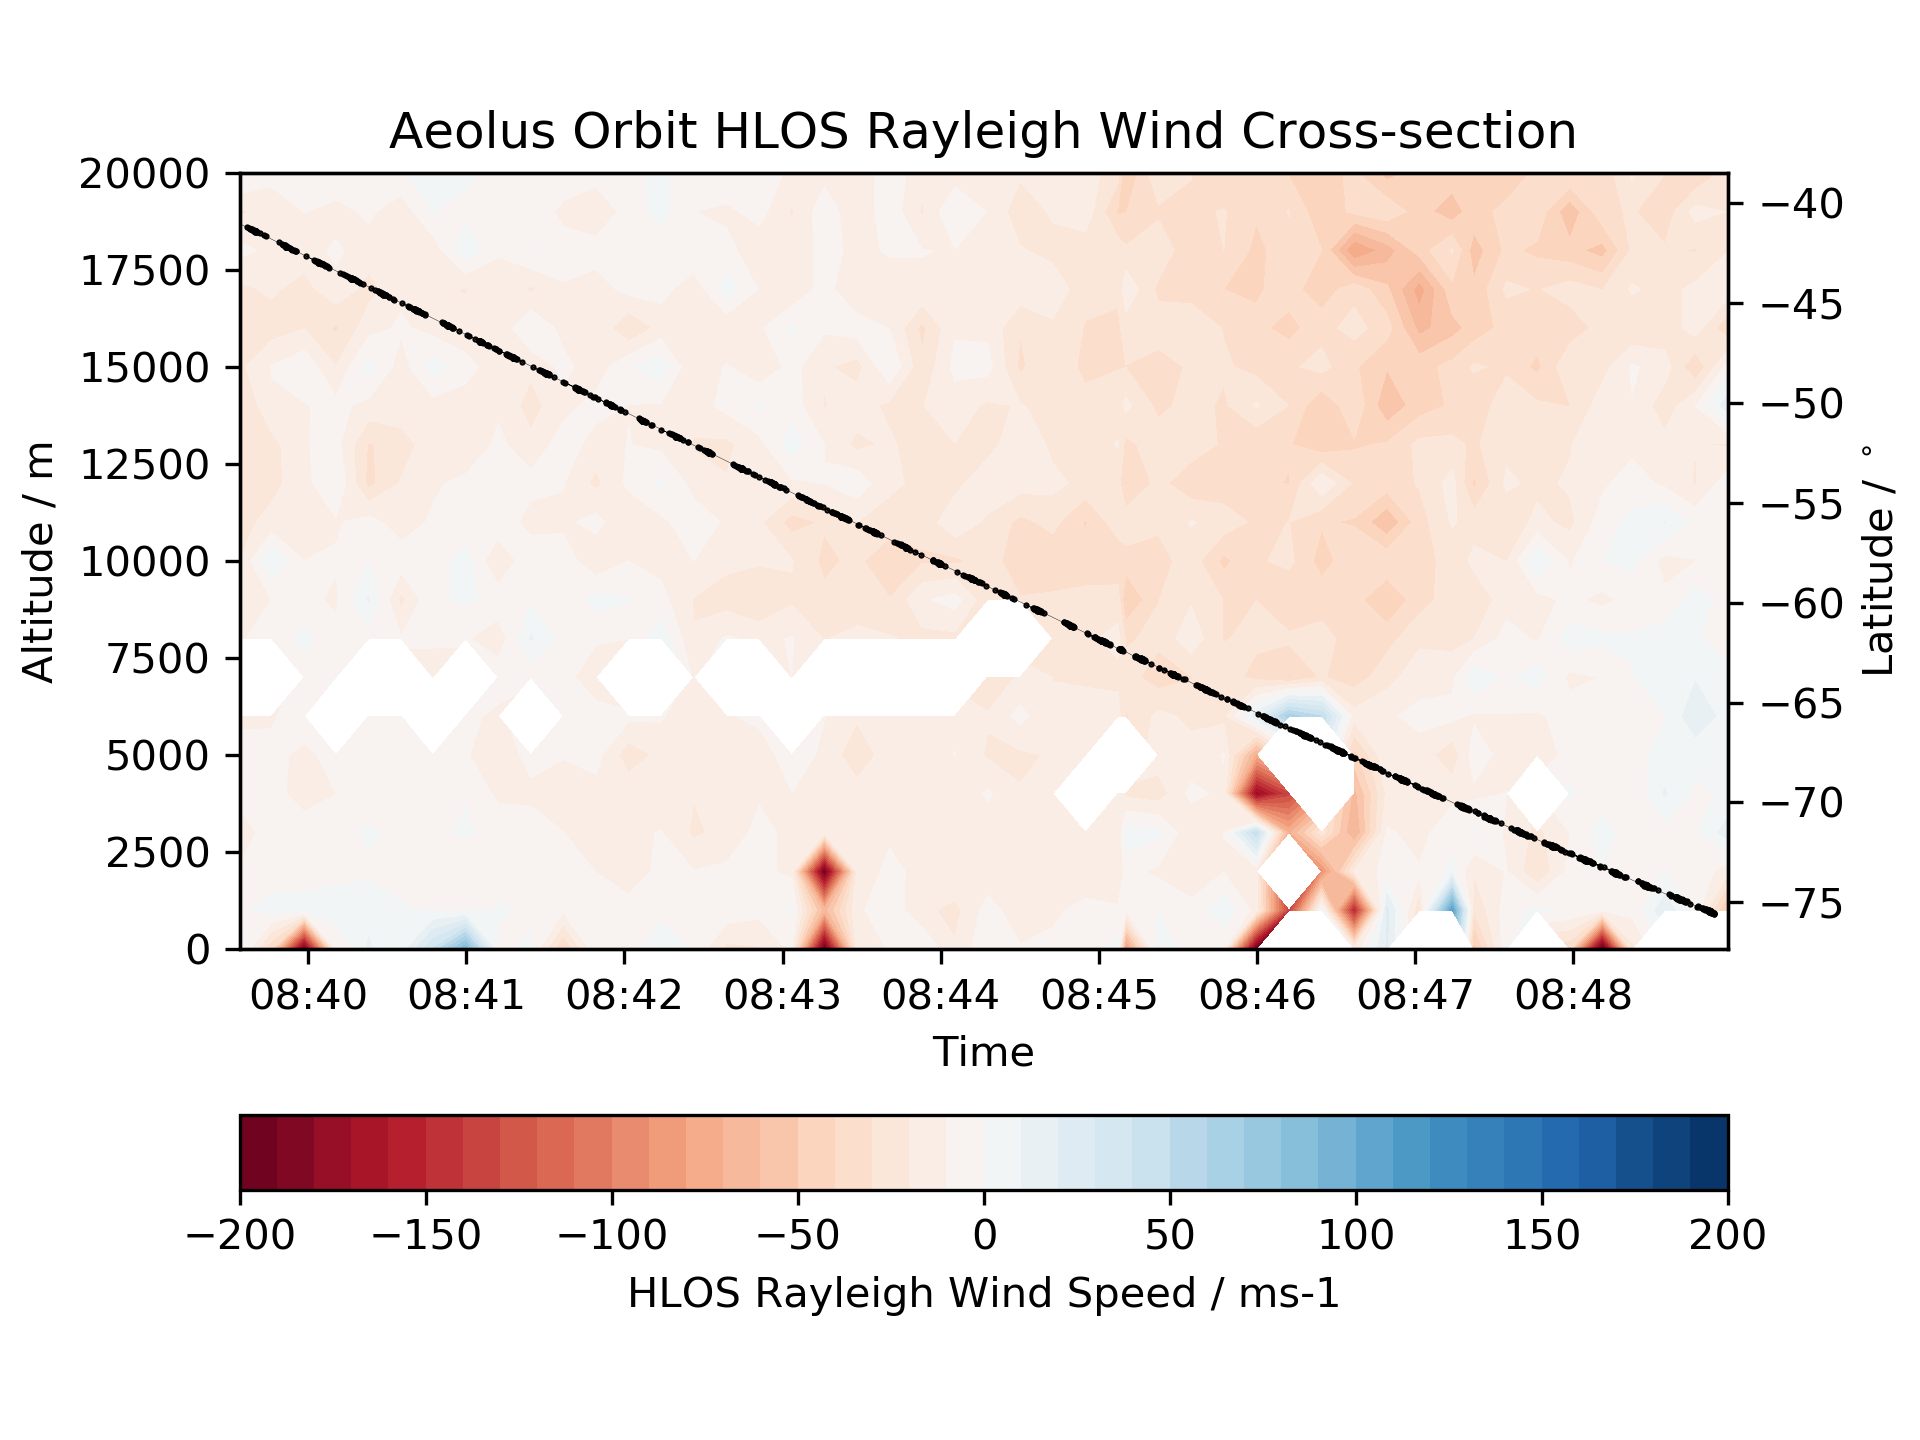 Aeolus Orbit HLOS Rayleigh Wind Cross-section
20000
17500
15000
12500
10000
7500
5000
2500
0
Altitude / m
−40
−45
−50
−55
−60
−65
−70
−75
Latitude / °
08:40 08:41 08:42 08:43 08:44 08:45 08:46 08:47 08:48
Time
−200 −150 −100 −50 0 50 100 150 200
HLOS Rayleigh Wind Speed / ms-1